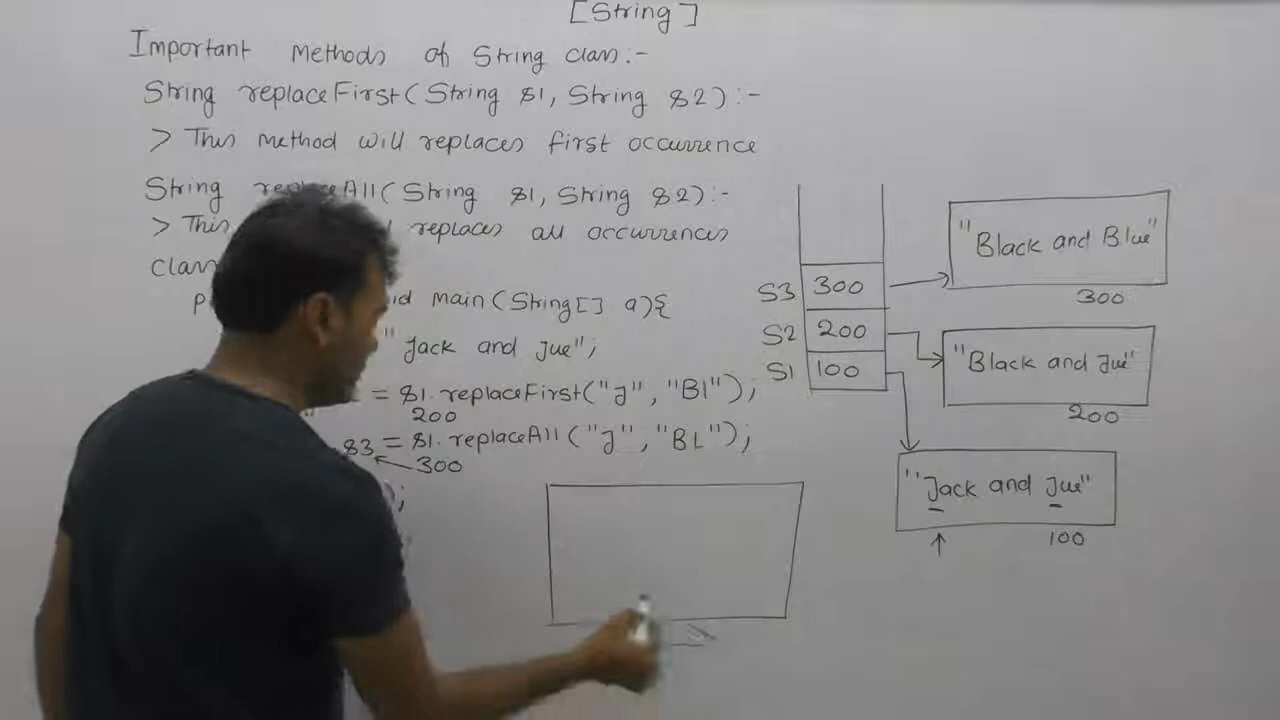 [String]
Important Methods of String class:-
String replaceFirst(String s1, String s2):-
> This method will replaces first occurrence
String replaceAll(String s1, String s2):-
> This replaces all occurrences
class
main(String[] a){
"Jack and Jue";
= s1.replaceFirst("J", "Bl");
200
s3 = s1.replaceAll("J", "BL");
300
);
S3 300
S2 200
S1 100
"Black and Blue"
300
"Black and Jue"
200
"Jack and Jue"
100